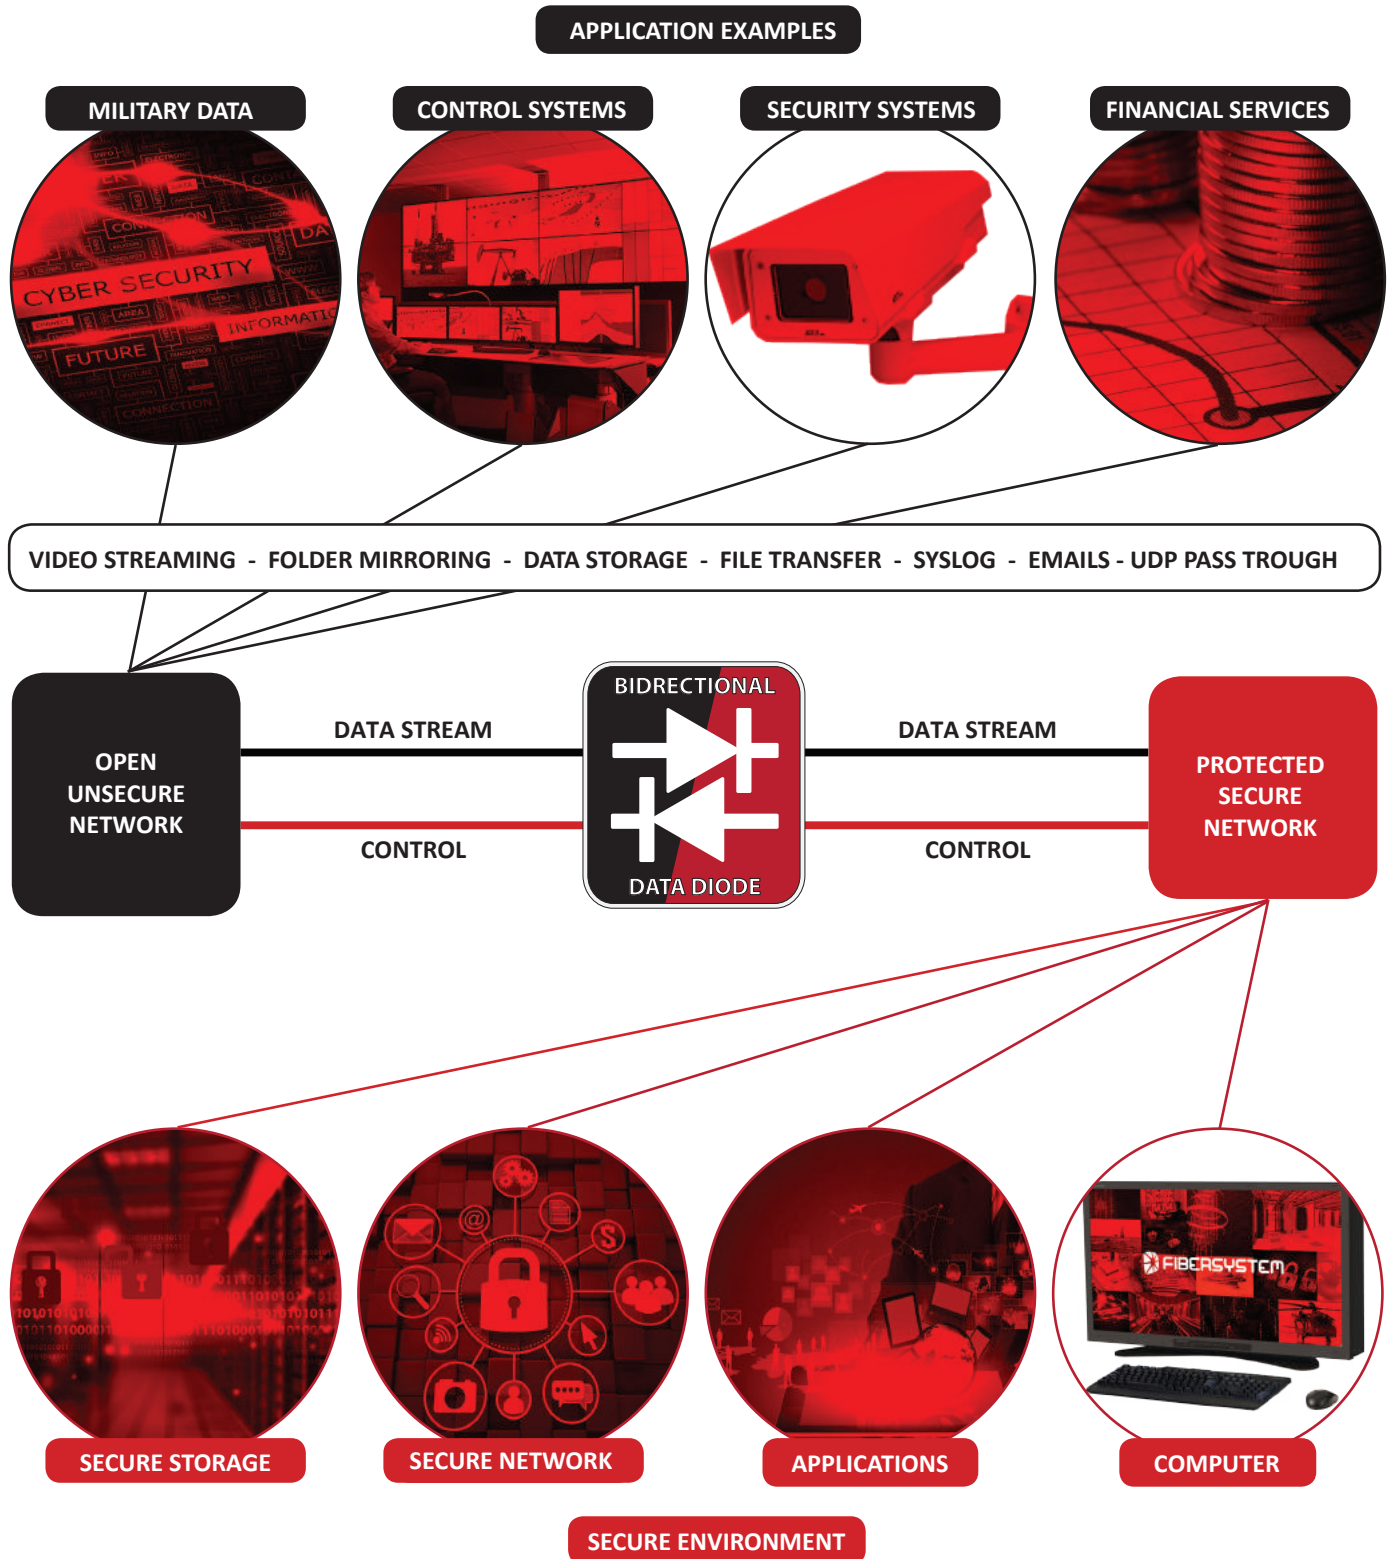 APPLICATION EXAMPLES
MILITARY DATA
CONTROL SYSTEMS
SECURITY SYSTEMS
FINANCIAL SERVICES
CYBER SECURITY
INFORMATIO
FUTURE
CONNECTION
VIDEO STREAMING - FOLDER MIRRORING - DATA STORAGE - FILE TRANSFER - SYSLOG - EMAILS - UDP PASS TROUGH
OPEN
UNSECURE
NETWORK
DATA STREAM
CONTROL
BIDRECTIONAL
DATA DIODE
DATA STREAM
CONTROL
PROTECTED
SECURE
NETWORK
FIBERSYSTEM
SECURE STORAGE
SECURE NETWORK
APPLICATIONS
COMPUTER
SECURE ENVIRONMENT